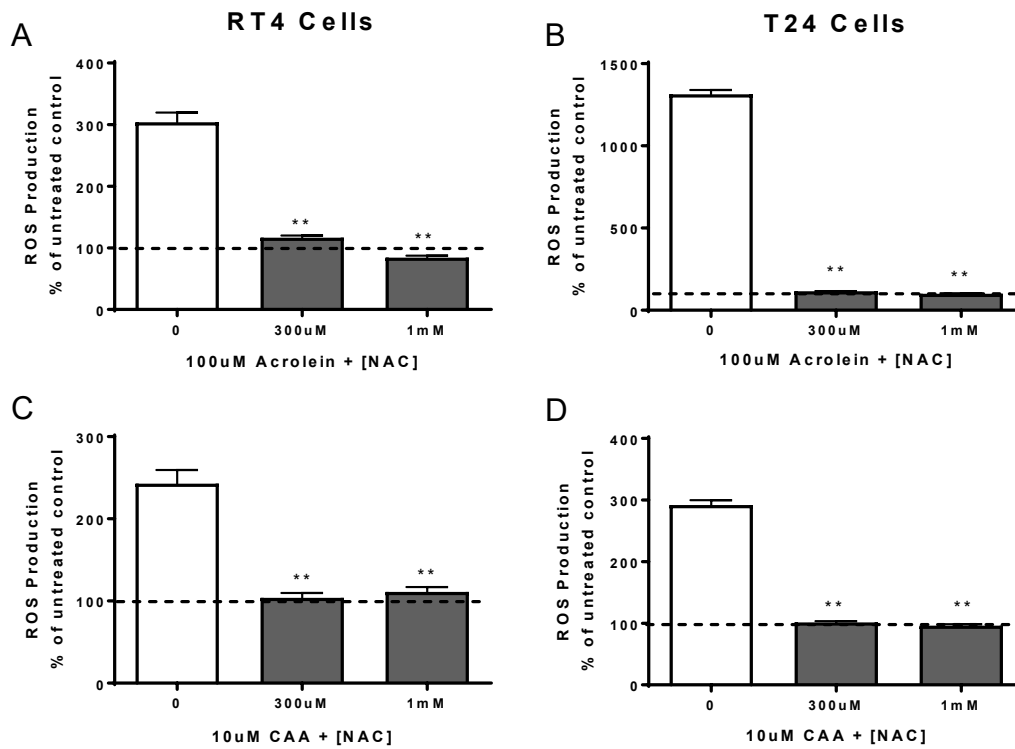 RT4 Cells
T24 Cells
A
ROS Production
% of untreated control
400
300
200
100
0
**
**
0
300uM
1mM
100uM Acrolein + [NAC]
B
ROS Production
% of untreated control
1500
1000
500
0
**
**
0
300uM
1mM
100uM Acrolein + [NAC]
C
ROS Production
% of untreated control
300
200
100
0
**
**
0
300uM
1mM
10uM CAA + [NAC]
D
ROS Production
% of untreated control
400
300
200
100
0
**
**
0
300uM
1mM
10uM CAA + [NAC]